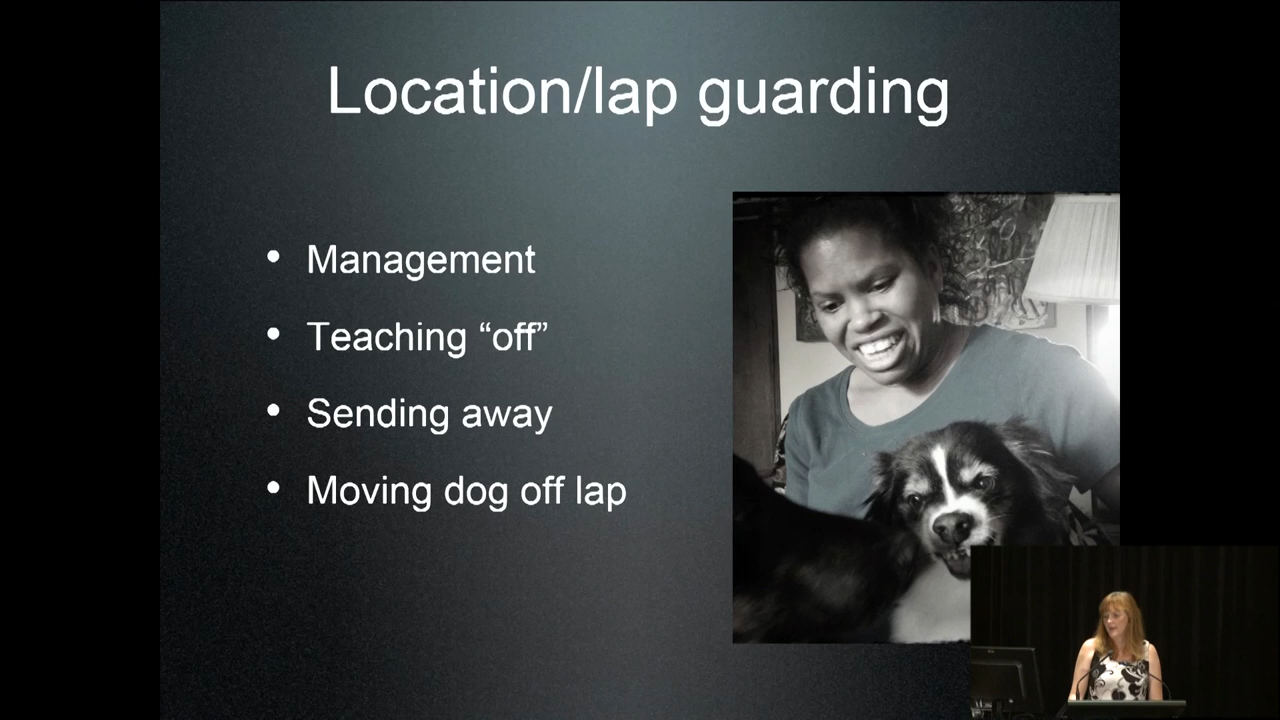 Location/lap guarding
• Management
• Teaching “off”
• Sending away
• Moving dog off lap